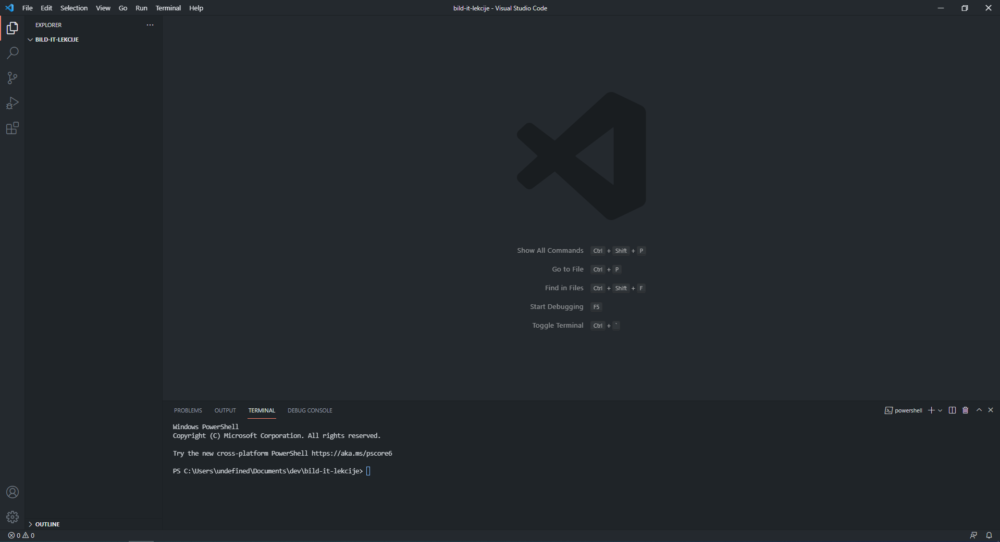 File Edit Selection View Go Run Terminal Help
bild-it-lekcije - Visual Studio Code
EXPLORER
BILD-IT-LEKCIJE
Show All Commands Ctrl + Shift + P
Go to File Ctrl + P
Find in Files Ctrl + Shift + F
Start Debugging F5
Toggle Terminal Ctrl + `
PROBLEMS OUTPUT TERMINAL DEBUG CONSOLE
powershell
Windows PowerShell
Copyright (C) Microsoft Corporation. All rights reserved.
Try the new cross-platform PowerShell https://aka.ms/pscore6
PS C:\Users\undefined\Documents\dev\bild-it-lekcije>
OUTLINE
0 0